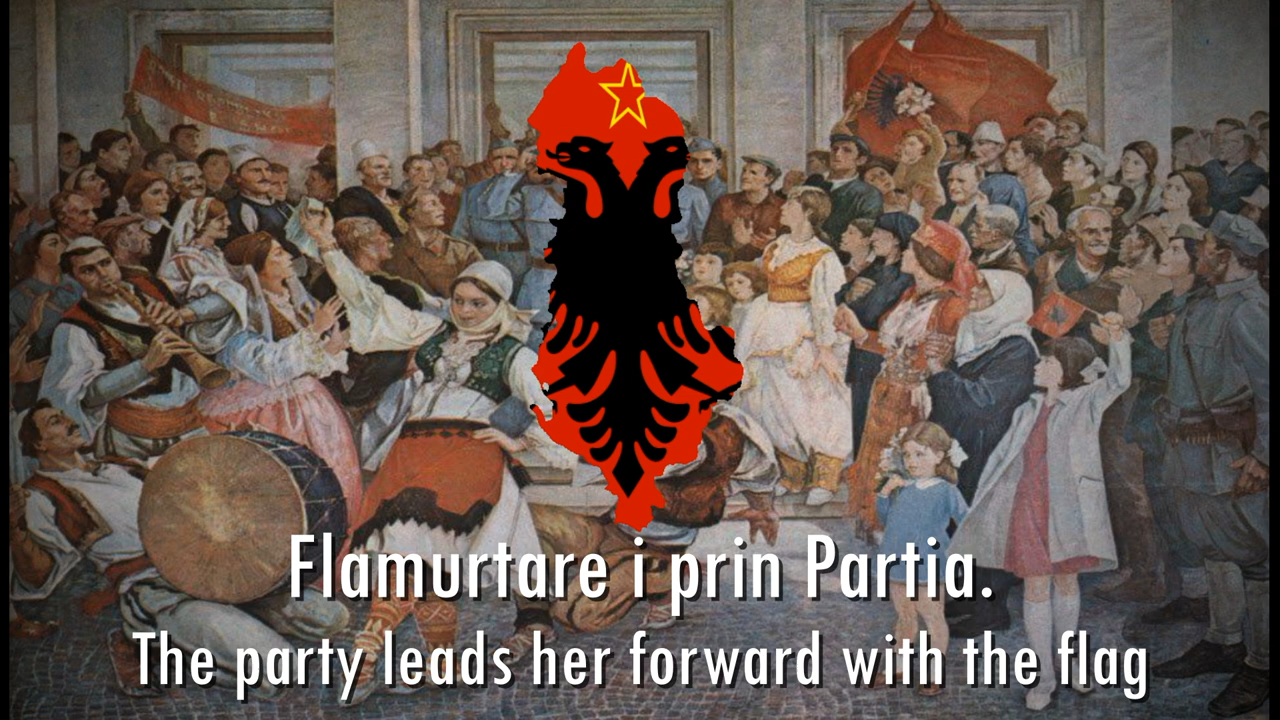 Flamurtare i prin Partia.
The party leads her forward with the flag